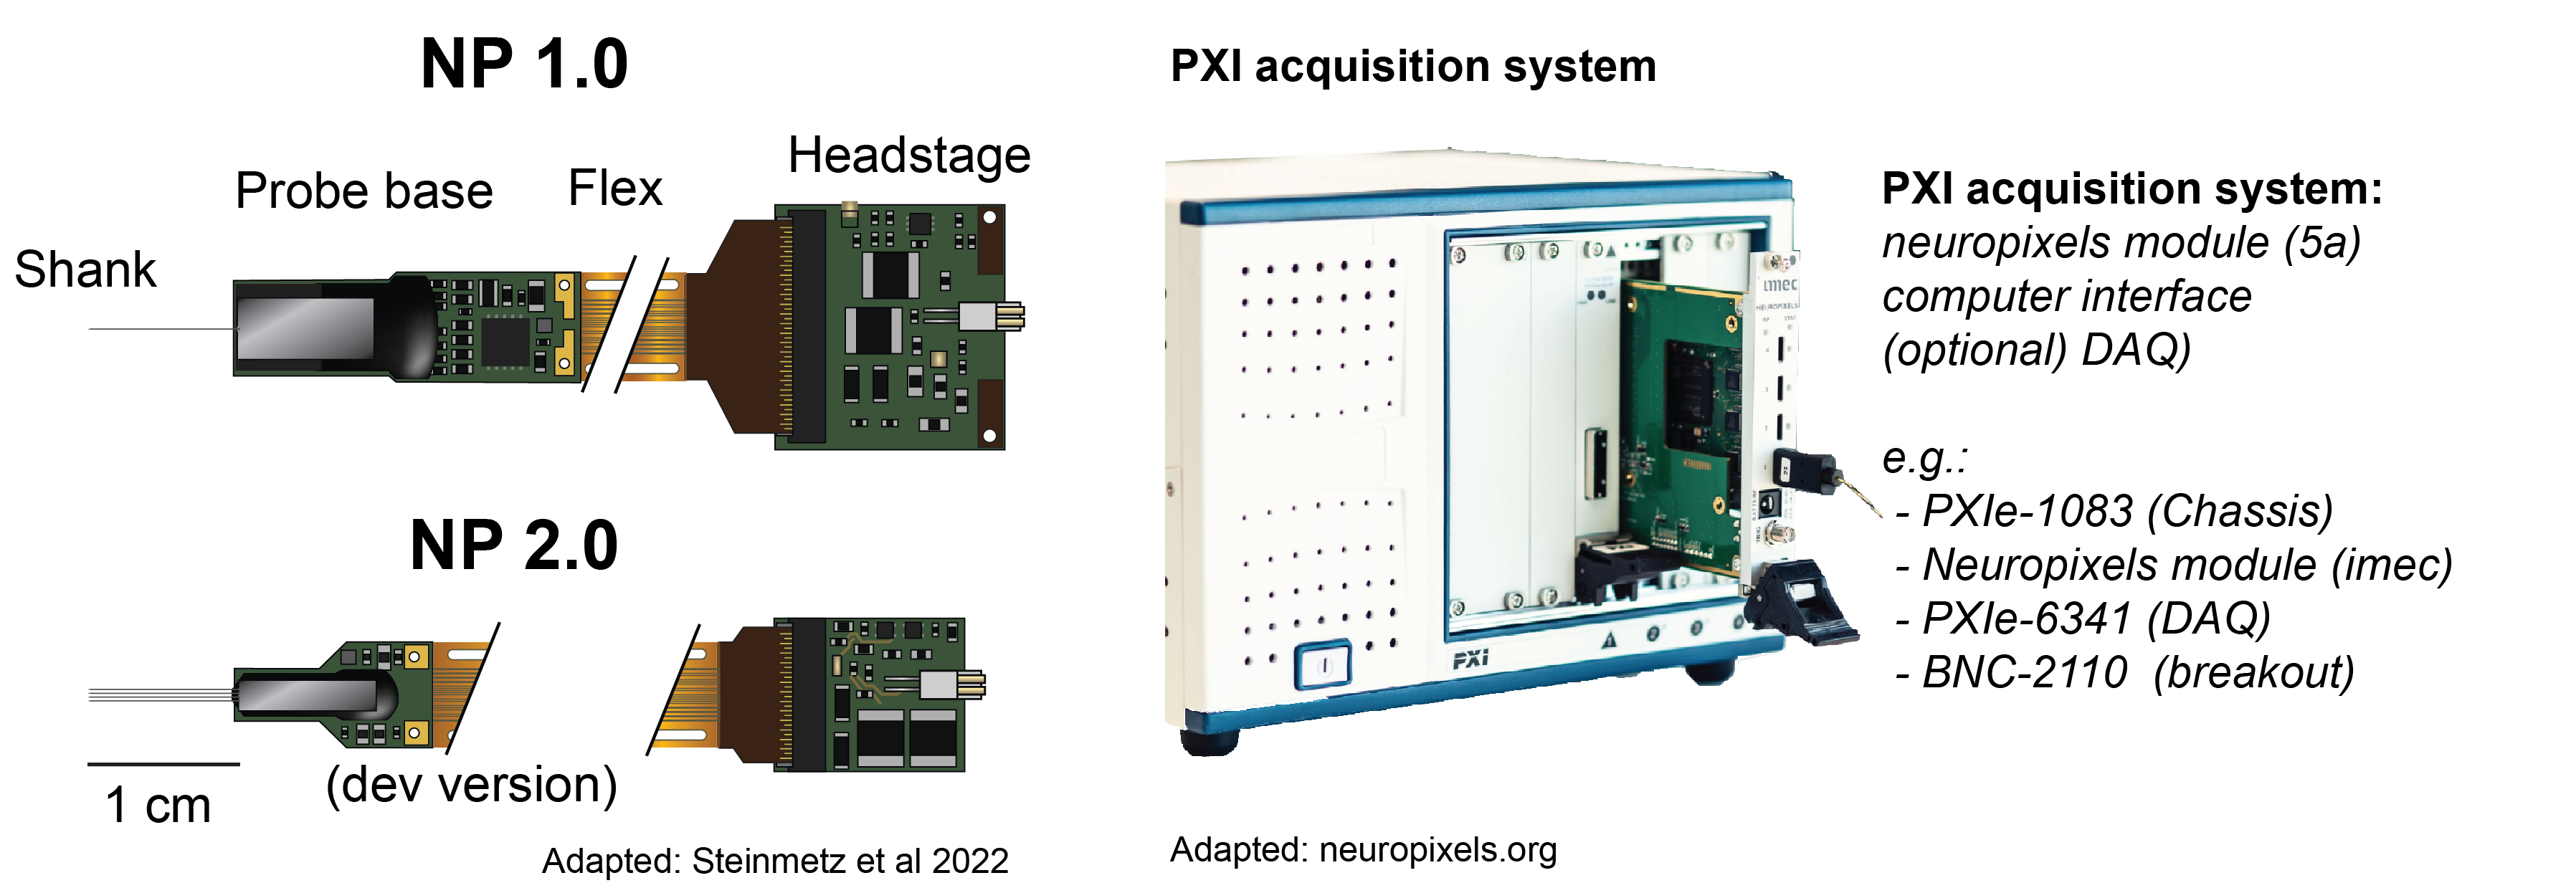 NP 1.0
Probe base
Flex
Headstage
Shank
NP 2.0
(dev version)
1 cm
Adapted: Steinmetz et al 2022
PXI acquisition system
imec
NEUROPIXELS
PXI
PXI acquisition system:
neuropixels module (5a)
computer interface
(optional) DAQ)
e.g.:
- PXIe-1083 (Chassis)
- Neuropixels module (imec)
- PXIe-6341 (DAQ)
- BNC-2110 (breakout)
Adapted: neuropixels.org